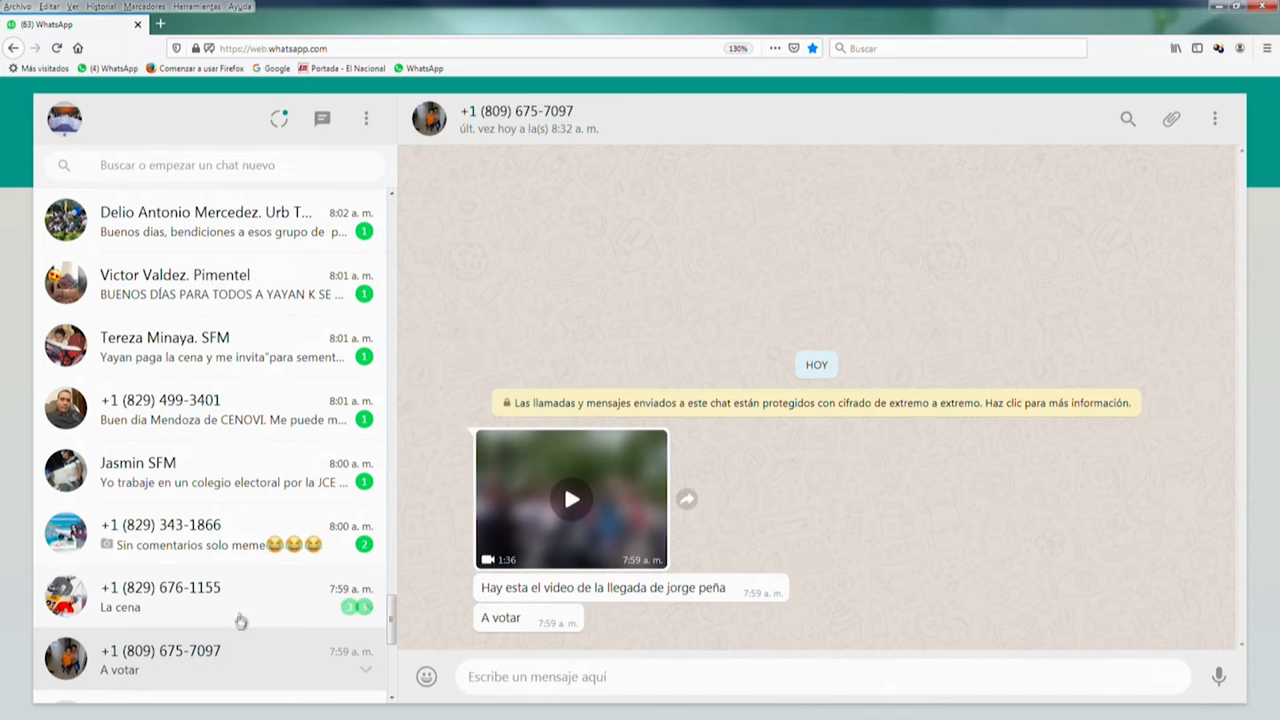 Archivo Editar Ver Historial Marcadores Herramientas Ayuda
(63) WhatsApp
https://web.whatsapp.com
130%
Buscar
Más visitados
(4) WhatsApp
Comenzar a usar Firefox
Google
Portada - El Nacional
WhatsApp
Buscar o empezar un chat nuevo
Delio Antonio Mercedez. Urb T... 8:02 a. m.
Buenos dias, bendiciones a esos grupo de p... 1
Victor Valdez. Pimentel 8:01 a. m.
BUENOS DÍAS PARA TODOS A YAYAN K SE ... 1
Tereza Minaya. SFM 8:01 a. m.
Yayan paga la cena y me invita"para sement... 1
+1 (829) 499-3401 8:01 a. m.
Buen dia Mendoza de CENOVI. Me puede m... 1
Jasmin SFM 8:00 a. m.
Yo trabaje en un colegio electoral por la JCE ... 1
+1 (829) 343-1866 8:00 a. m.
Sin comentarios solo meme😂😂😂 2
+1 (829) 676-1155 7:59 a. m.
La cena
+1 (809) 675-7097 7:59 a. m.
A votar
+1 (809) 675-7097
últ. vez hoy a la(s) 8:32 a. m.
HOY
Las llamadas y mensajes enviados a este chat están protegidos con cifrado de extremo a extremo. Haz clic para más información.
1:36 7:59 a. m.
Hay esta el video de la llegada de jorge peña 7:59 a. m.
A votar 7:59 a. m.
Escribe un mensaje aquí